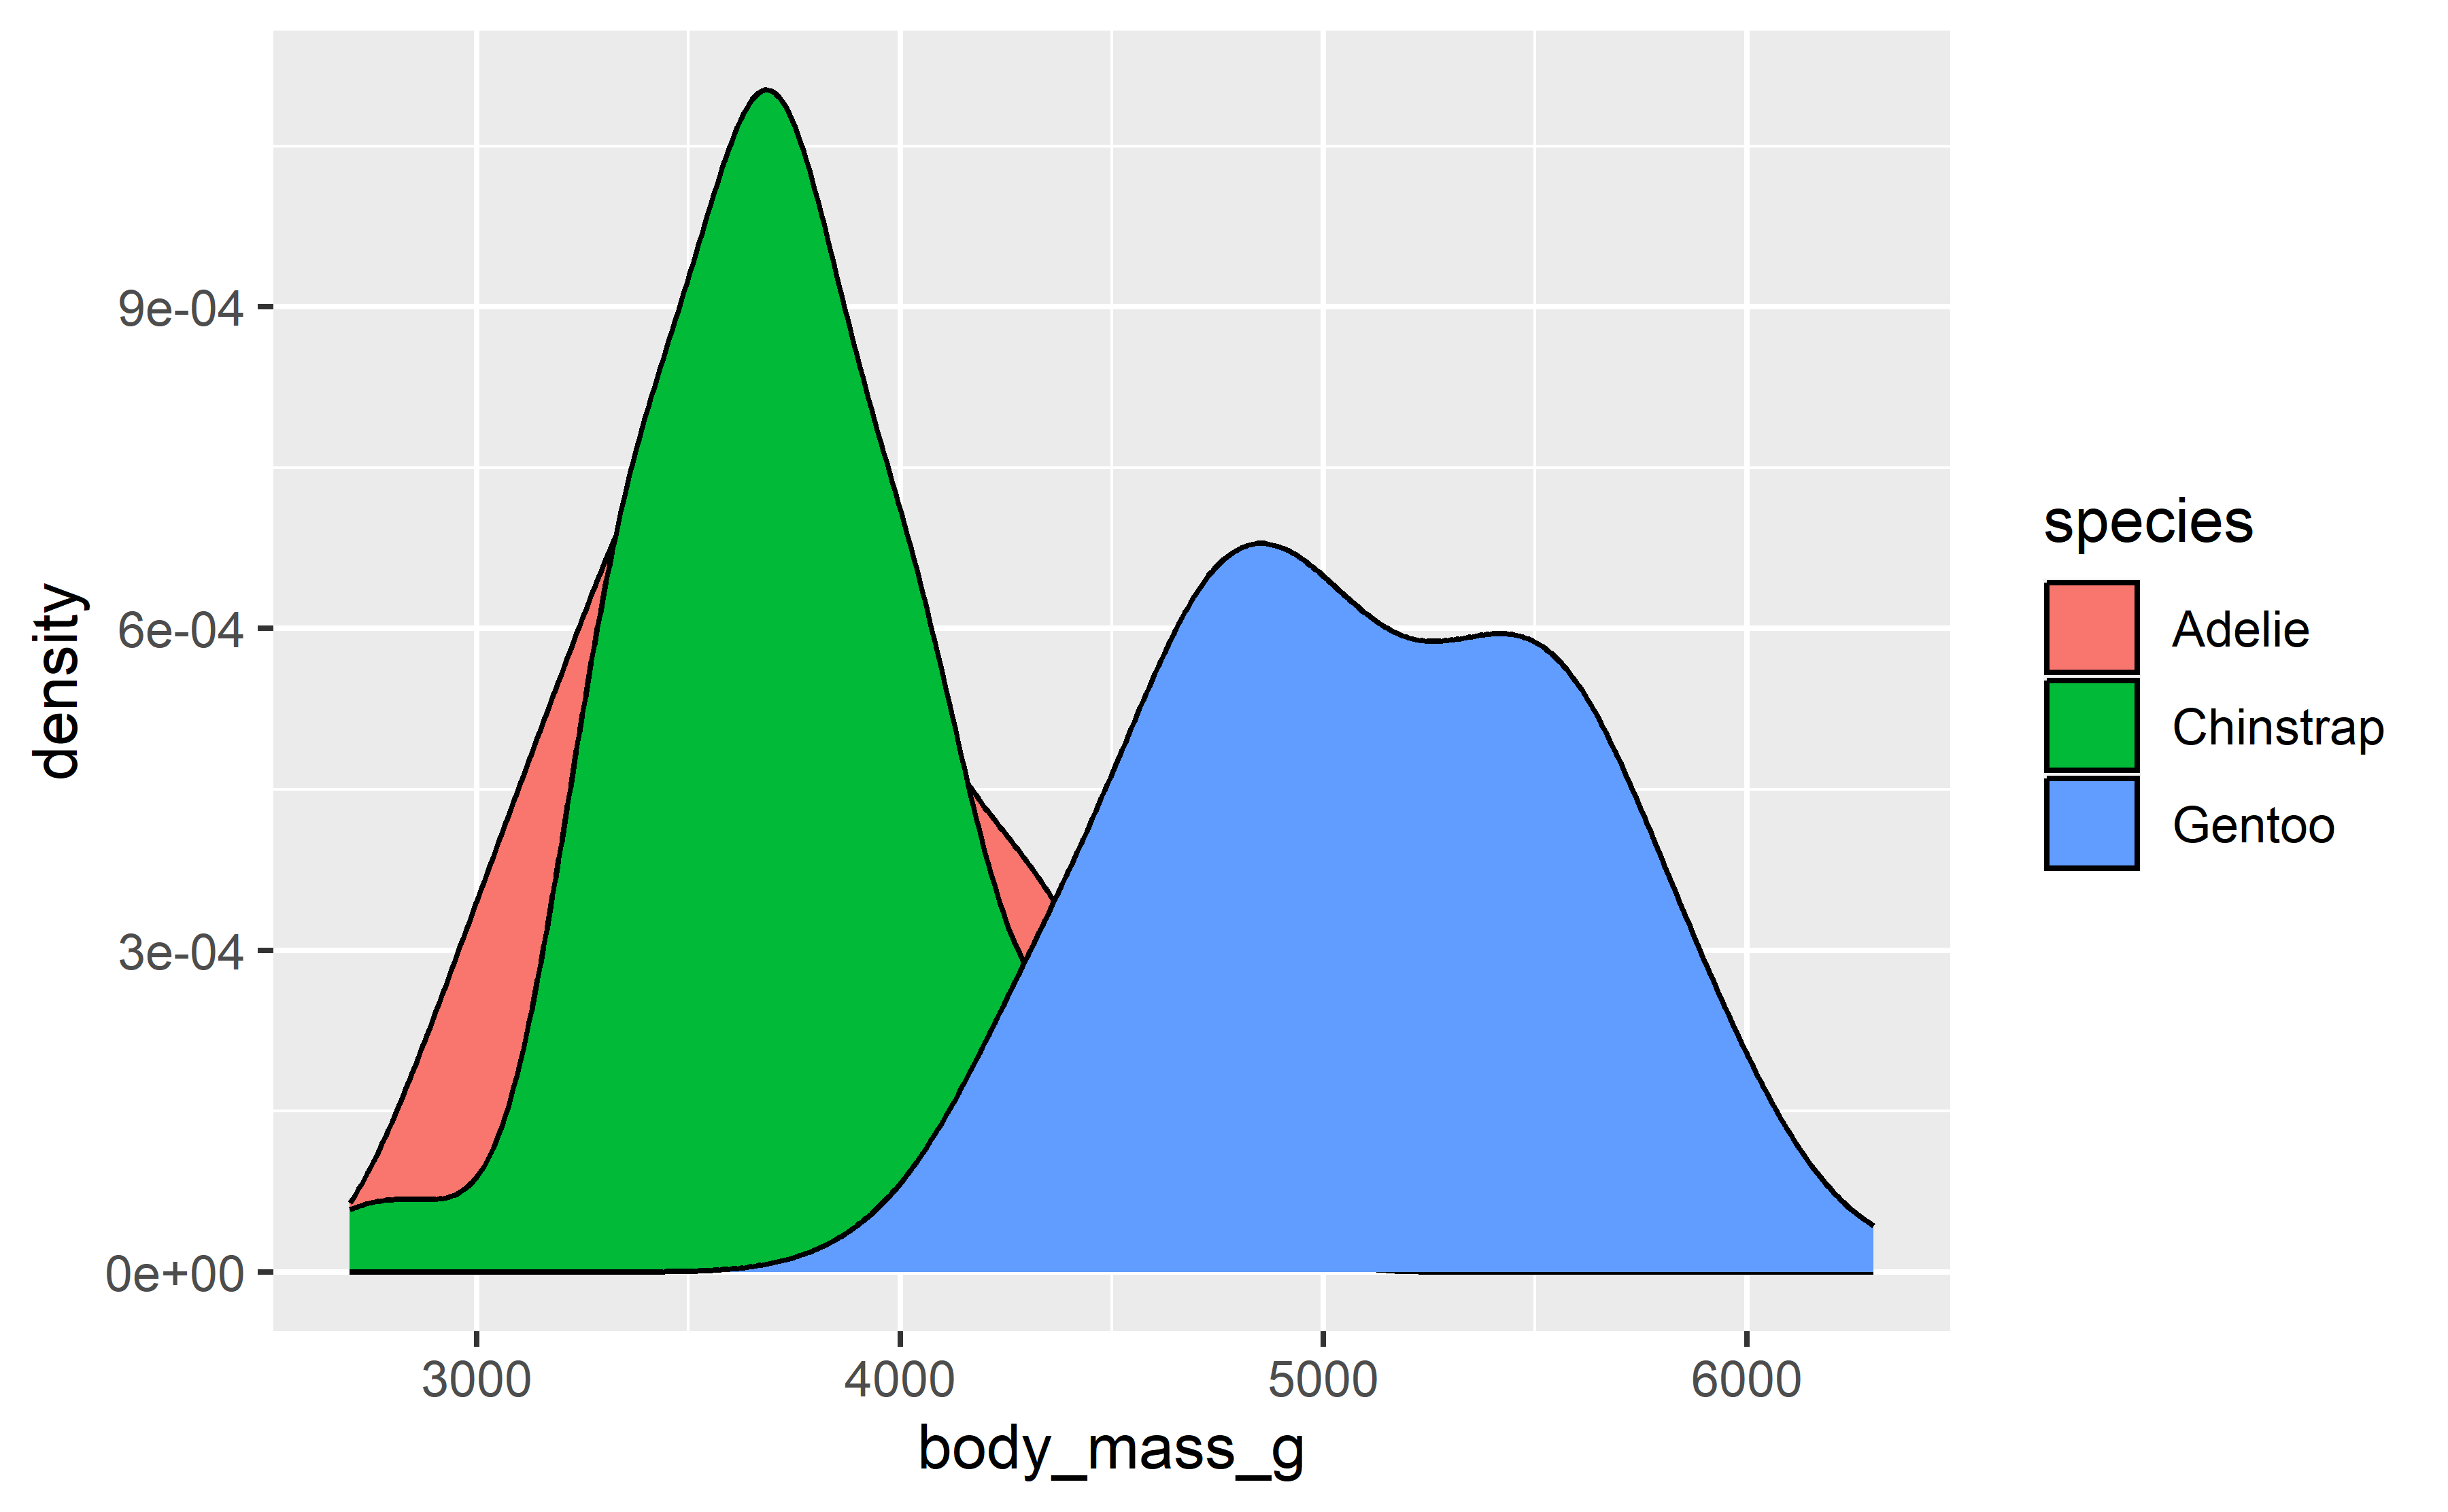 9e-04
6e-04
3e-04
0e+00
density
3000 4000 5000 6000
body_mass_g
species
Adelie
Chinstrap
Gentoo